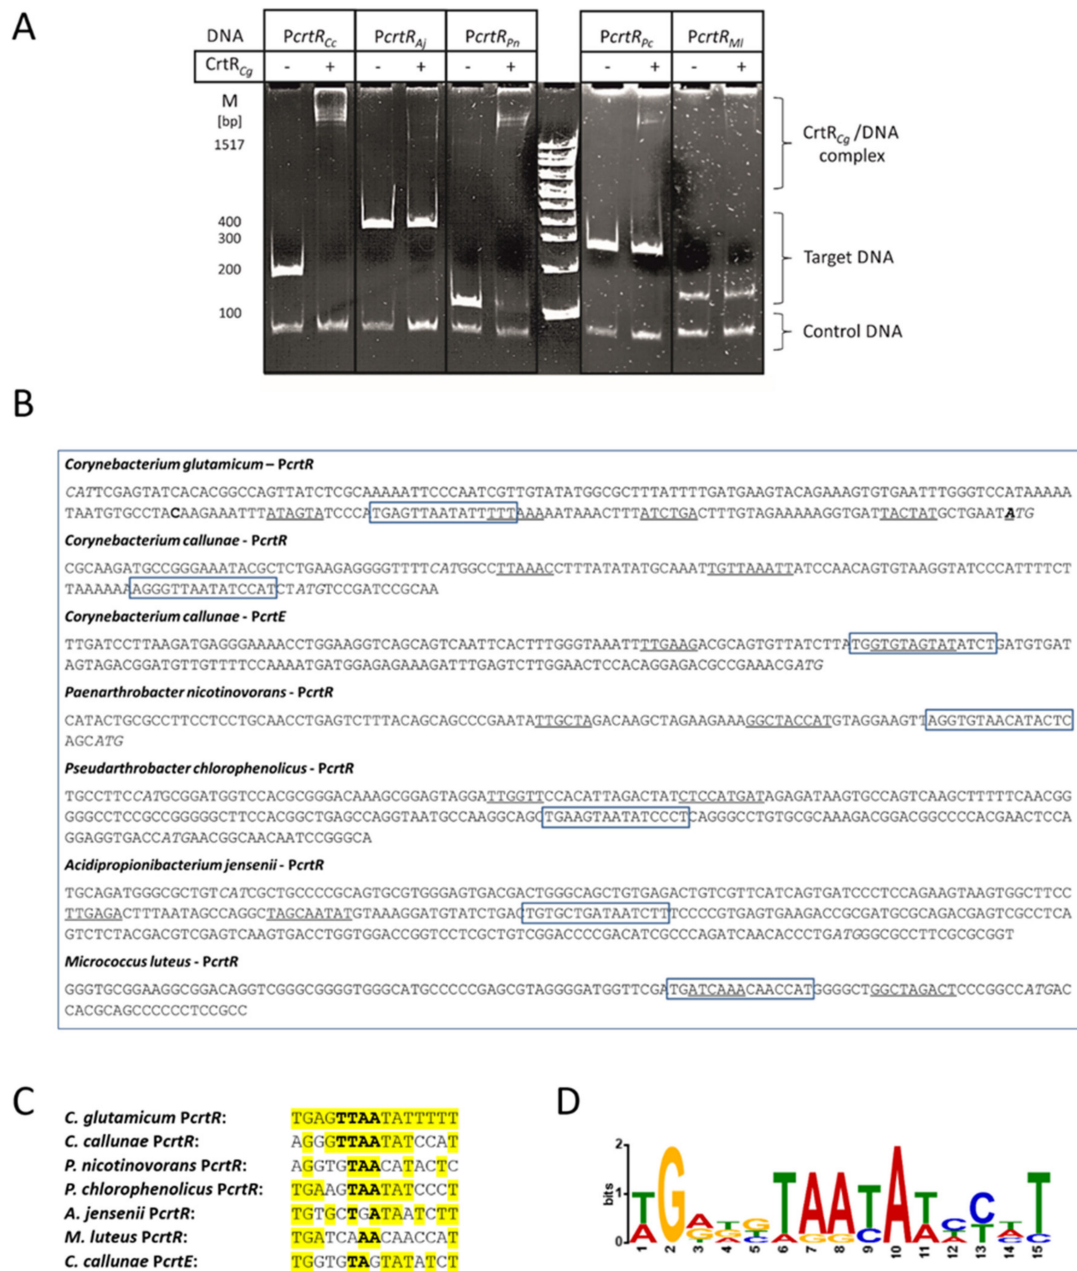 A
DNA PcrtRCc PcrtRAj PcrtRPn PcrtRPc PcrtRMl
CrtRCg - + - + - + - + - +
M
[bp]
1517
400
300
200
100
CrtRCg /DNA
complex
Target DNA
Control DNA
B
Corynebacterium glutamicum – PcrtR
CATTCGAGTATCACACGGCCAGTTATCTCGCAAAAATTCCCAATCGTTGTATATGGCGCTTTATTTTGATGAAGTACAGAAAGTGTGAATTTGGGTCCATAAAAA
TAATGTGCCTACAAGAAATTTATAGTATCCCATGAGTTAATATTTTTAAAAATAAACTTTATCTGACTTTGTAGAAAAAGGTGATTACTATGCTGAATATG
Corynebacterium callunae - PcrtR
CGCAAGATGCCGGGAAATACGCTCTGAAGAGGGGTTTTCATGGCCTTAAACCTTTATATATGCAAATTGTTAAATTATCCAACAGTGTAAGGTATCCCATTTTCT
TAAAAAAAGGGTTAATATCCATCTATGTCCGATCCGCAA
Corynebacterium callunae - PcrtE
TTGATCCTTAAGATGAGGGAAAACCTGGAAGGTCAGCAGTCAATTCACTTTGGGTAAATTTTGAAGACGCAGTGTTATCTTATGGTGTAGTATATCTGATGTGAT
AGTAGACGGATGTTGTTTTCCAAAATGATGGAGAGAAAGATTTGAGTCTTGGAACTCCACAGGAGACGCCGAAACGATG
Paenarthrobacter nicotinovorans - PcrtR
CATACTGCGCCTTCCTCCTGCAACCTGAGTCTTTACAGCAGCCCGAATATTGCTAGACAAGCTAGAAGAAAGGCTACCATGTAGGAAGTTAGGTGTAACATACTC
AGCATG
Pseudarthrobacter chlorophenolicus - PcrtR
TGCCTTCCATGCGGATGGTCCACGCGGGACAAAGCGGAGTAGGATTGGTTCCACATTAGACTATCTCCATGATAGAGATAAGTGCCAGTCAAGCTTTTTCAACGG
GGGCCTCCGCCGGGGGCTTCCACGGCTGAGCCAGGTAATGCCAAGGCAGCTGAAGTAATATCCCTCAGGGCCTGTGCGCAAAGACGGACGGCCCCACGAACTCCA
GGAGGTGACCATGAACGGCAACAATCCGGGCA
Acidipropionibacterium jensenii - PcrtR
TGCAGATGGGCGCTGTCATCGCTGCCCCGCAGTGCGTGGGAGTGACGACTGGGCAGCTGTGAGACTGTCGTTCATCAGTGATCCCTCCAGAAGTAAGTGGCTTCC
TTGAGACTTTAATAGCCAGGCTAGCAATATGTAAAGGATGTATCTGACTGTGCTGATAATCTTTCCCCGTGAGTGAAGACCGCGATGCGCAGACGAGTCGCCTCA
GTCTCTACGACGTCGAGTCAAGTGACCTGGTGGACCGGTCCTCGCTGTCGGACCCCGACATCGCCCAGATCAACACCCTGATGGGCGCCTTCGCGCGGT
Micrococcus luteus - PcrtR
GGGTGCGGAAGGCGGACAGGTCGGGCGGGGTGGGCATGCCCCCGAGCGTAGGGGATGGTTCGATGATCAAACAACCATGGGGCTGGCTAGACTCCCGGCCATGAC
CACGCAGCCCCCCTCCGCC
C
C. glutamicum PcrtR: TGAGTTAATATTTTT
C. callunae PcrtR: AGGGTTAATATCCAT
P. nicotinovorans PcrtR: AGGTGTAACATACTC
P. chlorophenolicus PcrtR: TGAAGTAATATCCCT
A. jensenii PcrtR: TGTGCTGATAATCTT
M. luteus PcrtR: TGATCAAACAACCAT
C. callunae PcrtE: TGGTGTAGTATATCT
D
2
1
0
bits
1 2 3 4 5 6 7 8 9 10 11 12 13 14 15